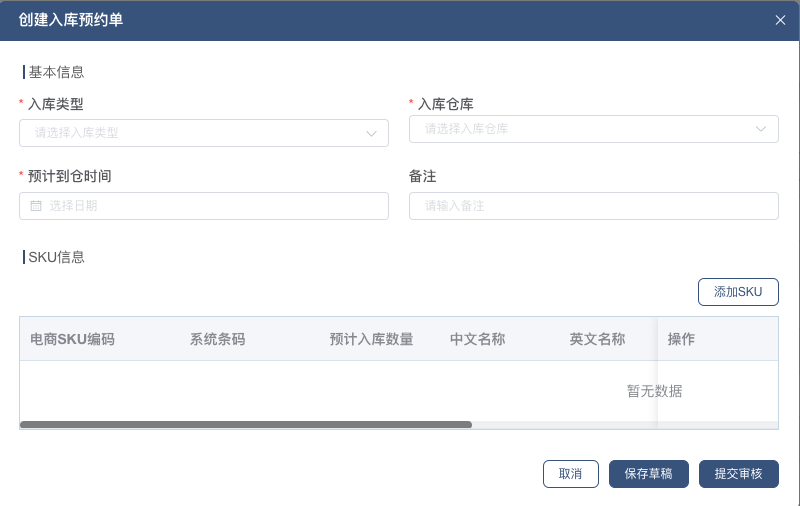 创建入库预约单
基本信息
* 入库类型
* 入库仓库
请选择入库类型
请选择入库仓库
* 预计到仓时间
备注
选择日期
请输入备注
SKU信息
添加SKU
电商SKU编码 系统条码 预计入库数量 中文名称 英文名称 操作
暂无数据
取消 保存草稿 提交审核